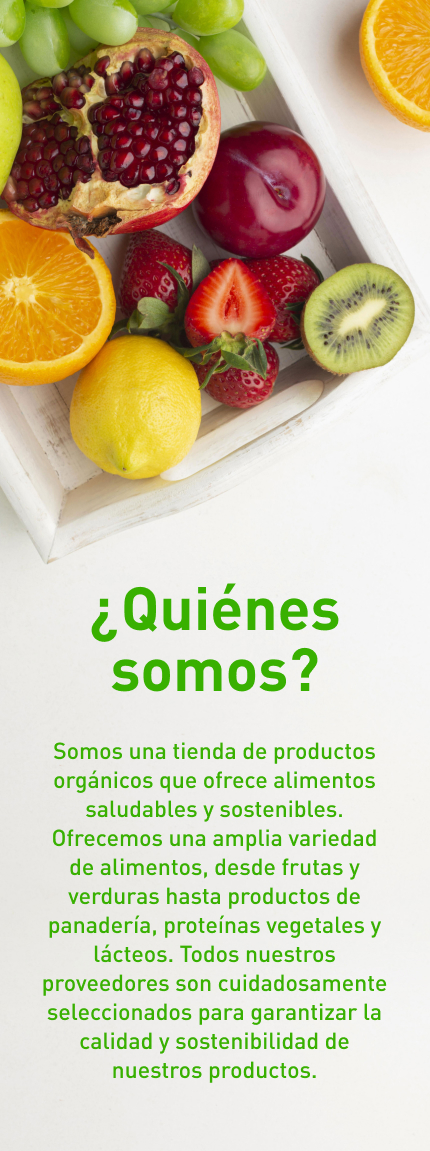 ¿Quiénes
somos?
Somos una tienda de productos
orgánicos que ofrece alimentos
saludables y sostenibles.
Ofrecemos una amplia variedad
de alimentos, desde frutas y
verduras hasta productos de
panadería, proteínas vegetales y
lácteos. Todos nuestros
proveedores son cuidadosamente
seleccionados para garantizar la
calidad y sostenibilidad de
nuestros productos.